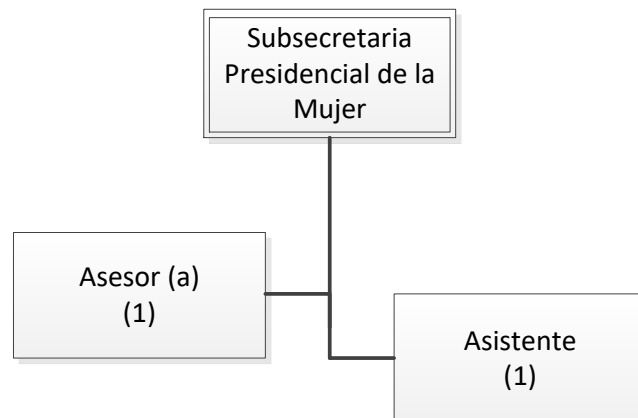 Subsecretaria
Presidencial de la
Mujer
Asesor (a)
(1)
Asistente
(1)